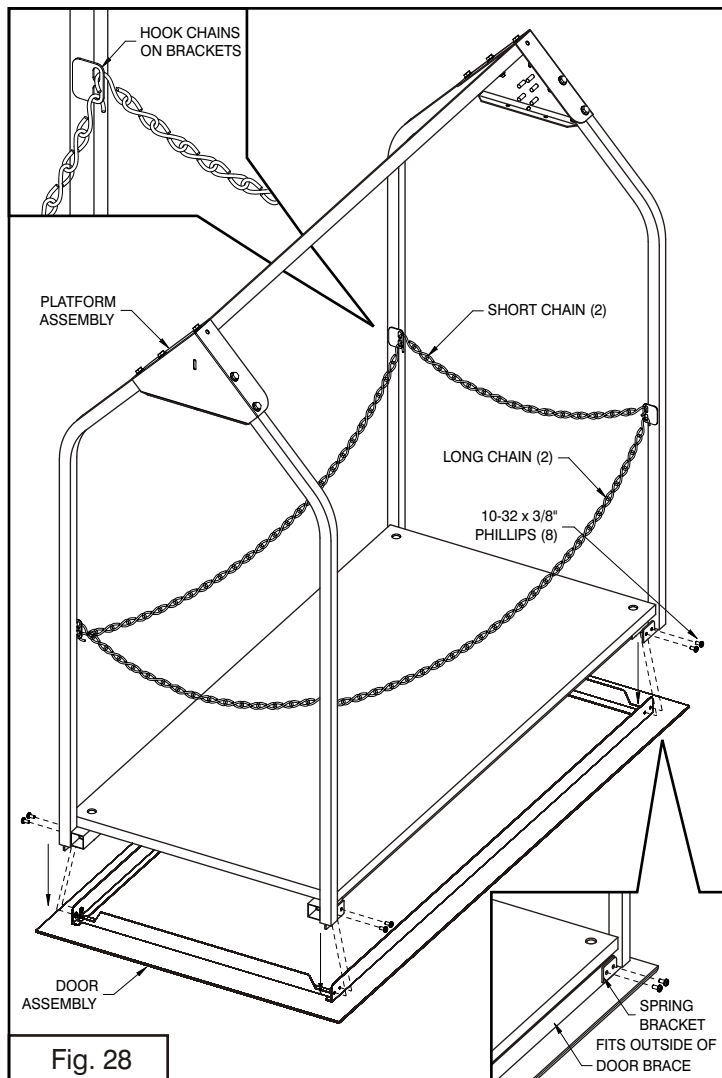 HOOK CHAINS
ON BRACKETS
PLATFORM
ASSEMBLY
SHORT CHAIN (2)
LONG CHAIN (2)
10-32 x 3/8"
PHILLIPS (8)
DOOR
ASSEMBLY
SPRING
BRACKET
FITS OUTSIDE OF
DOOR BRACE
Fig. 28